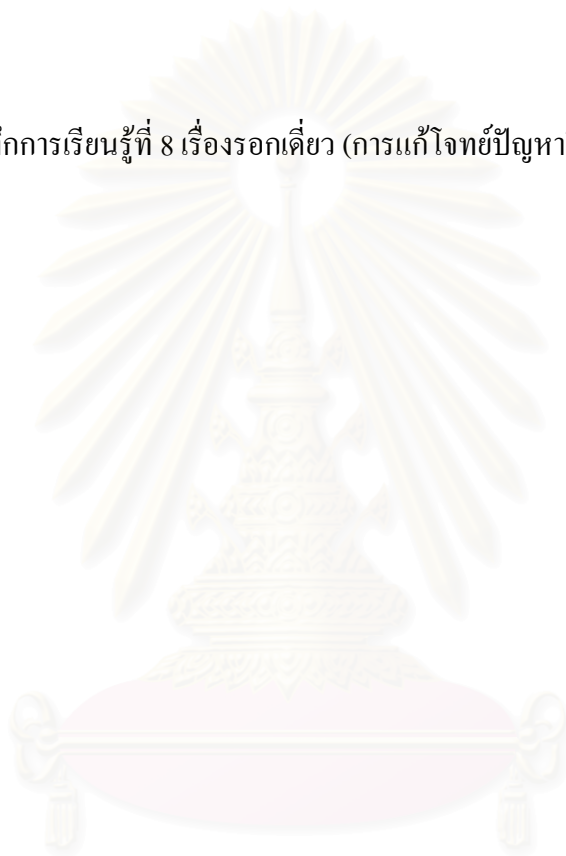 กการเรียนรู้ที่ 8 เรื่องรอกเดี่ยว (การแก้โจทย์ปัญหา